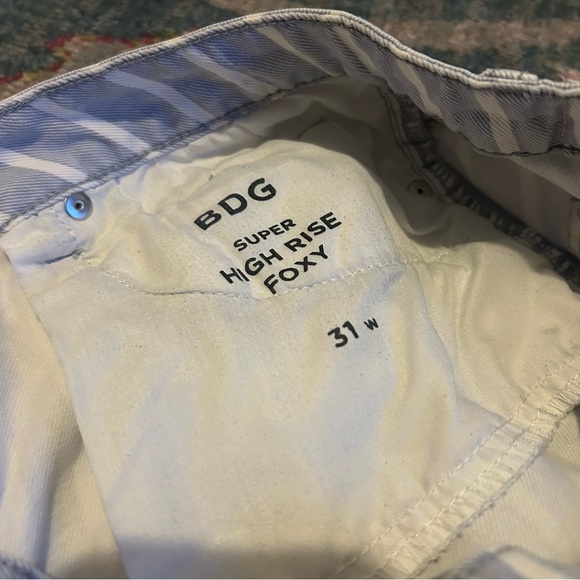 BDG
SUPER
HIGH RISE
FOXY
31 W